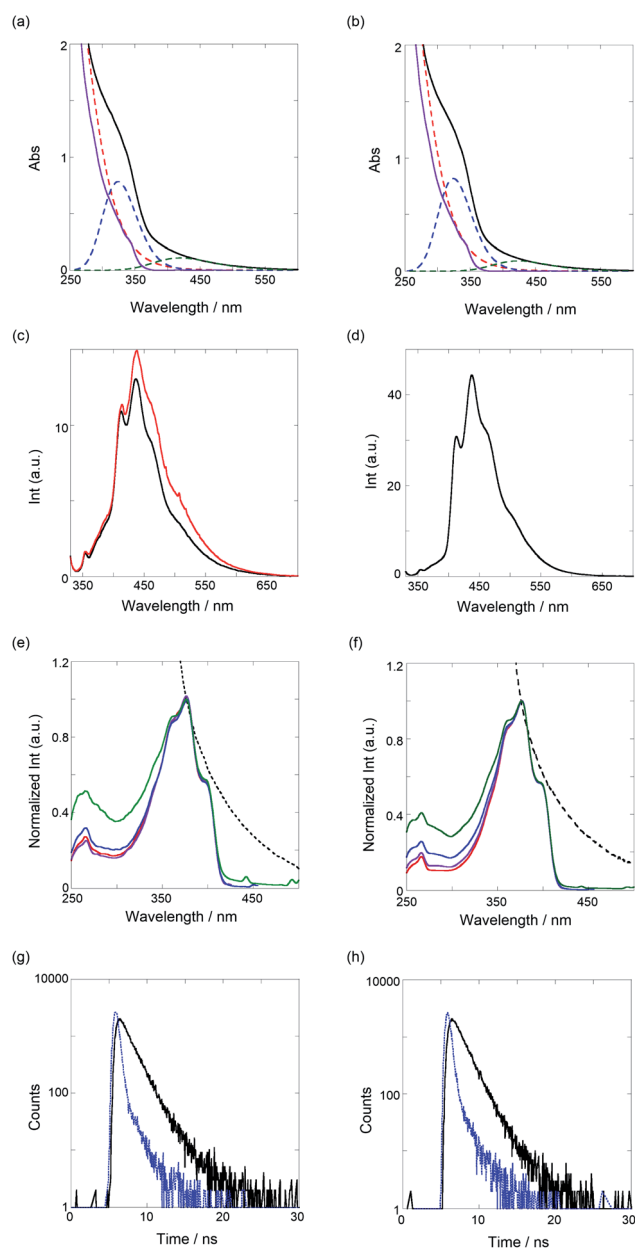 (a)
(b)
2
1
0
Abs
250
350
450
550
Wavelength / nm
2
1
0
Abs
250
350
450
550
Wavelength / nm
(c)
(d)
10
0
Int (a.u.)
350
450
550
650
Wavelength / nm
40
20
0
Int (a.u.)
350
450
550
650
Wavelength / nm
(e)
(f)
1.2
0.8
0.4
0
Normalized Int (a.u.)
250
350
450
Wavelength / nm
1.2
0.8
0.4
0
Normalized Int (a.u.)
250
350
450
Wavelength / nm
(g)
(h)
10000
100
1
Counts
0
10
20
30
Time / ns
10000
100
1
Counts
0
10
20
30
Time / ns